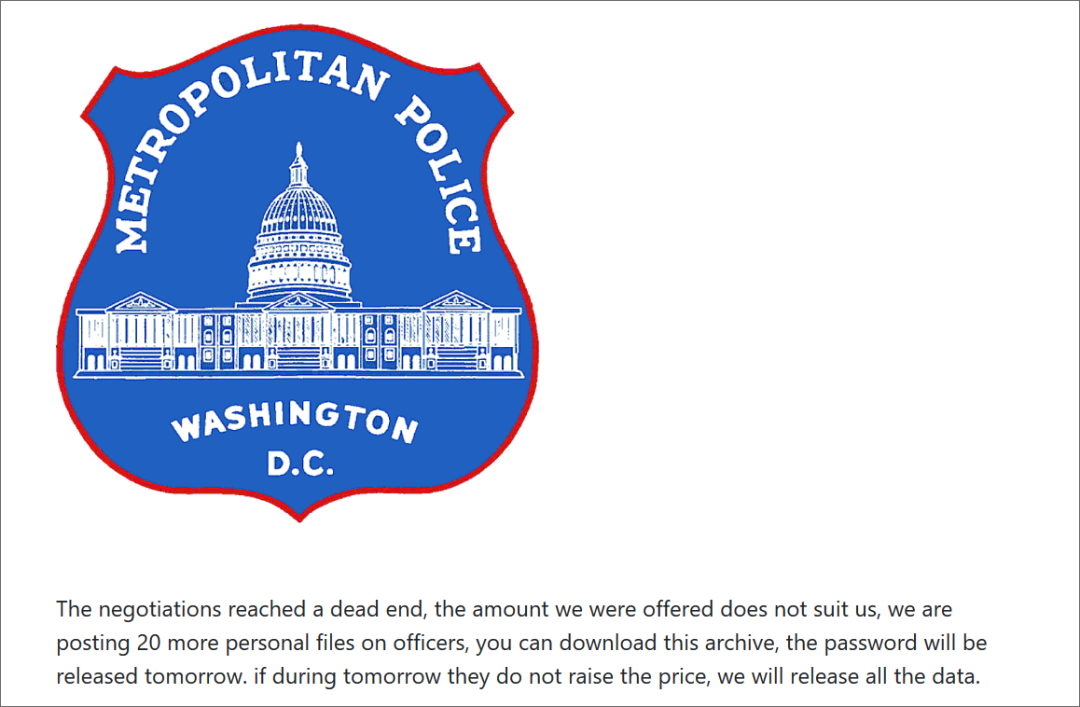 METROPOLITAN POLICE
WASHINGTON
D.C.
The negotiations reached a dead end, the amount we were offered does not suit us, we are
posting 20 more personal files on officers, you can download this archive, the password will be
released tomorrow. if during tomorrow they do not raise the price, we will release all the data.